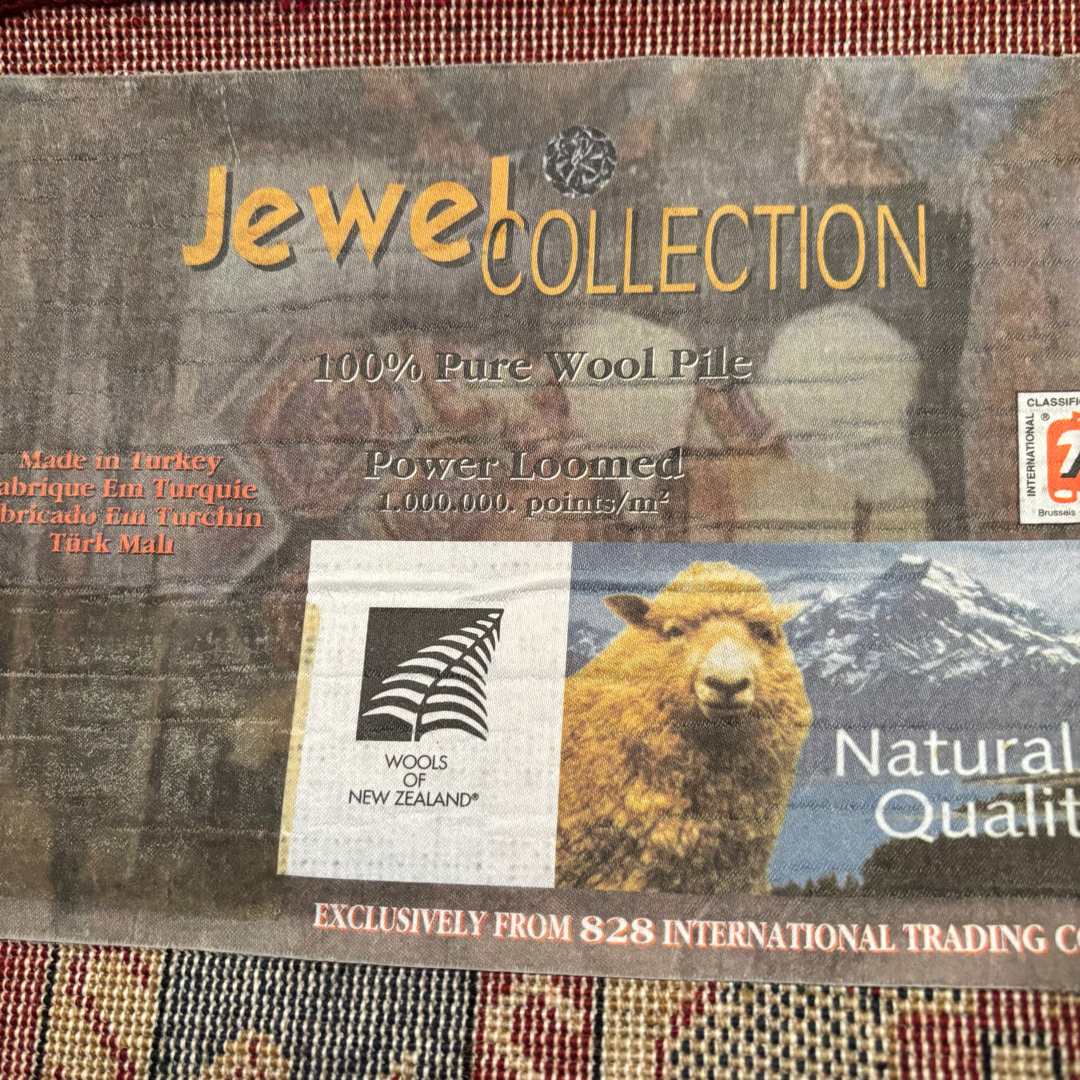 Jewel COLLECTION
100% Pure Wool Pile
Made in Turkey
abrique Em Turquie
bricado Em Turchin
Türk Malı
Power Loomed
1.000.000. points/m²
CLASSIFI
INTERNATIONAL ®
Brussels
WOOLS
OF
NEW ZEALAND®
Natural
Qualit
EXCLUSIVELY FROM 828 INTERNATIONAL TRADING CO